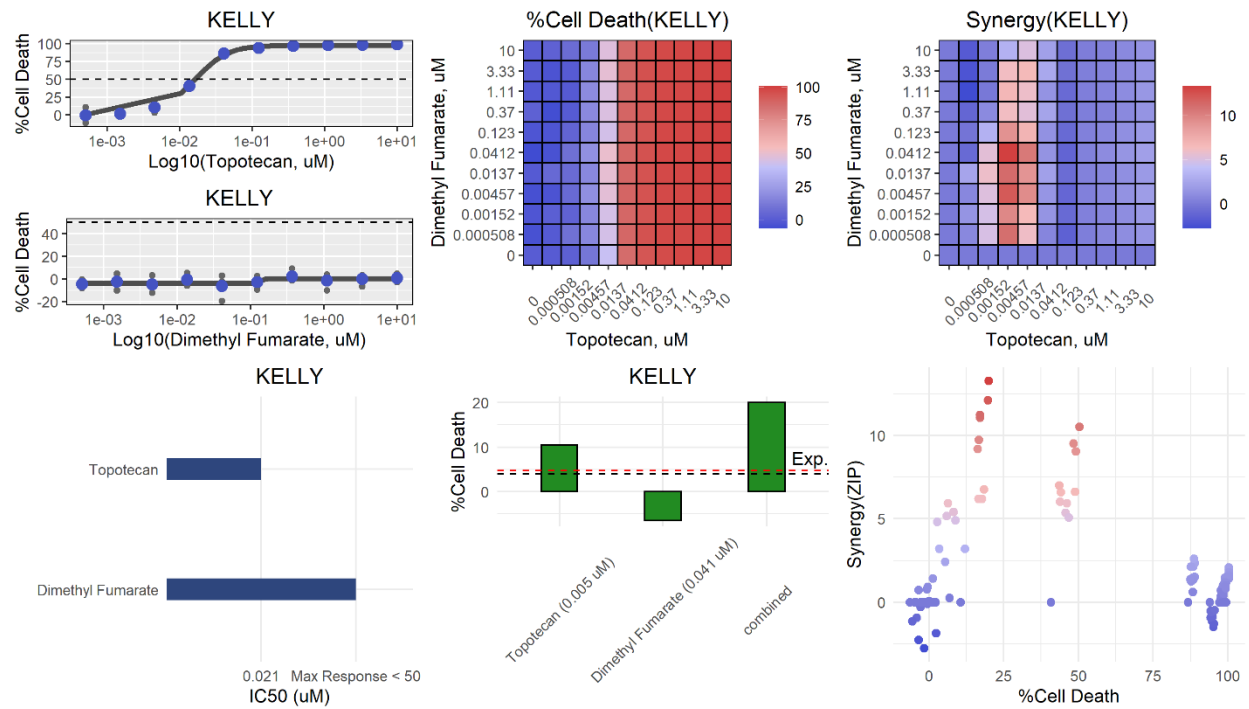 KELLY
100
75
50
25
0
%Cell Death
1e-03
1e-02
1e-01
1e+00
1e+01
Log10(Topotecan, uM)
KELLY
40
20
0
-20
%Cell Death
1e-03
1e-02
1e-01
1e+00
1e+01
Log10(Dimethyl Fumarate, uM)
%Cell Death(KELLY)
Dimethyl Fumarate, uM
10
3.33
1.11
0.37
0.123
0.0412
0.0137
0.00457
0.00152
0.000508
0
0
0.000508
0.00152
0.00457
0.0137
0.0412
0.123
0.37
1.11
3.33
10
Topotecan, uM
100
75
50
25
0
Synergy(KELLY)
Dimethyl Fumarate, uM
10
3.33
1.11
0.37
0.123
0.0412
0.0137
0.00457
0.00152
0.000508
0
0
0.000508
0.00152
0.00457
0.0137
0.0412
0.123
0.37
1.11
3.33
10
Topotecan, uM
10
5
0
KELLY
Topotecan
Dimethyl Fumarate
0.021
Max Response < 50
IC50 (uM)
KELLY
%Cell Death
20
10
0
Exp.
Topotecan (0.005 uM)
Dimethyl Fumarate (0.041 uM)
combined
Synergy(ZIP)
10
5
0
0
25
50
75
100
%Cell Death